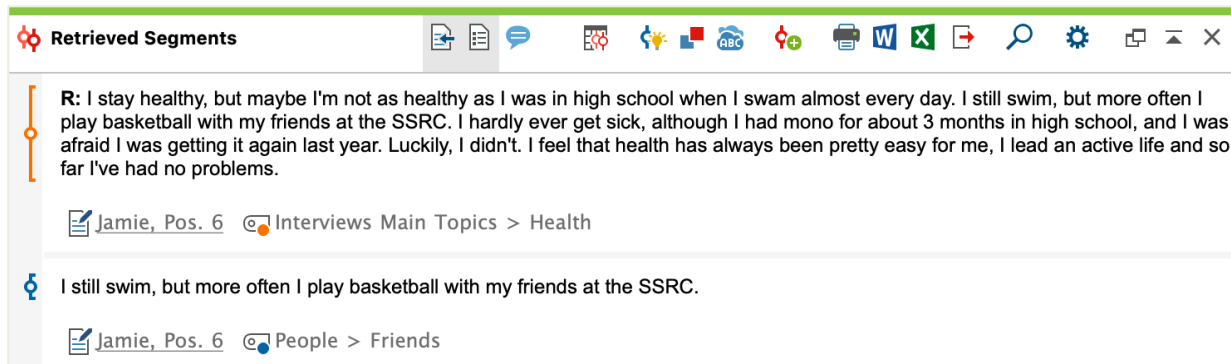 Retrieved Segments
ABC
W
X
R: I stay healthy, but maybe I'm not as healthy as I was in high school when I swam almost every day. I still swim, but more often I
play basketball with my friends at the SSRC. I hardly ever get sick, although I had mono for about 3 months in high school, and I was
afraid I was getting it again last year. Luckily, I didn't. I feel that health has always been pretty easy for me, I lead an active life and so
far I've had no problems.
Jamie, Pos. 6 Interviews Main Topics > Health
I still swim, but more often I play basketball with my friends at the SSRC.
Jamie, Pos. 6 People > Friends